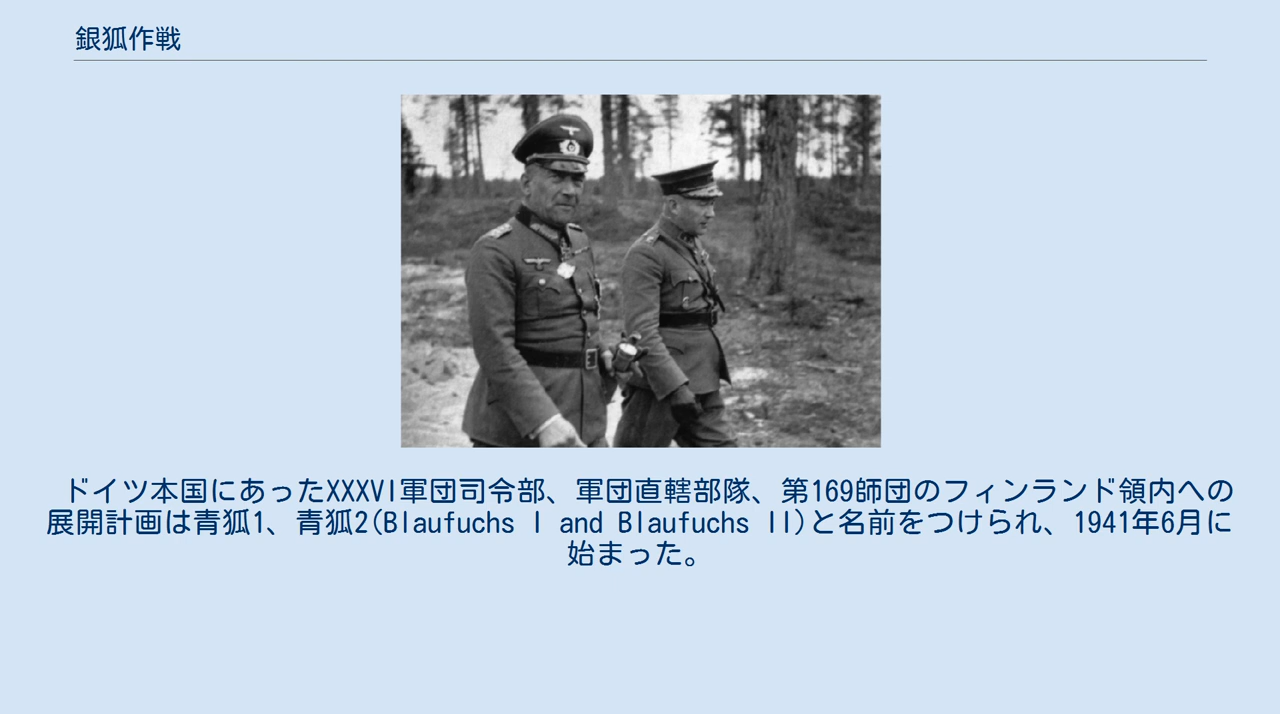 銀狐作戦
ドイツ本国にあったXXXVI軍団司令部、軍団直轄部隊、第169師団のフィンランド領内への
展開計画は青狐1、青狐2(Blaufuchs I and Blaufuchs II)と名前をつけられ、1941年6月に
始まった。